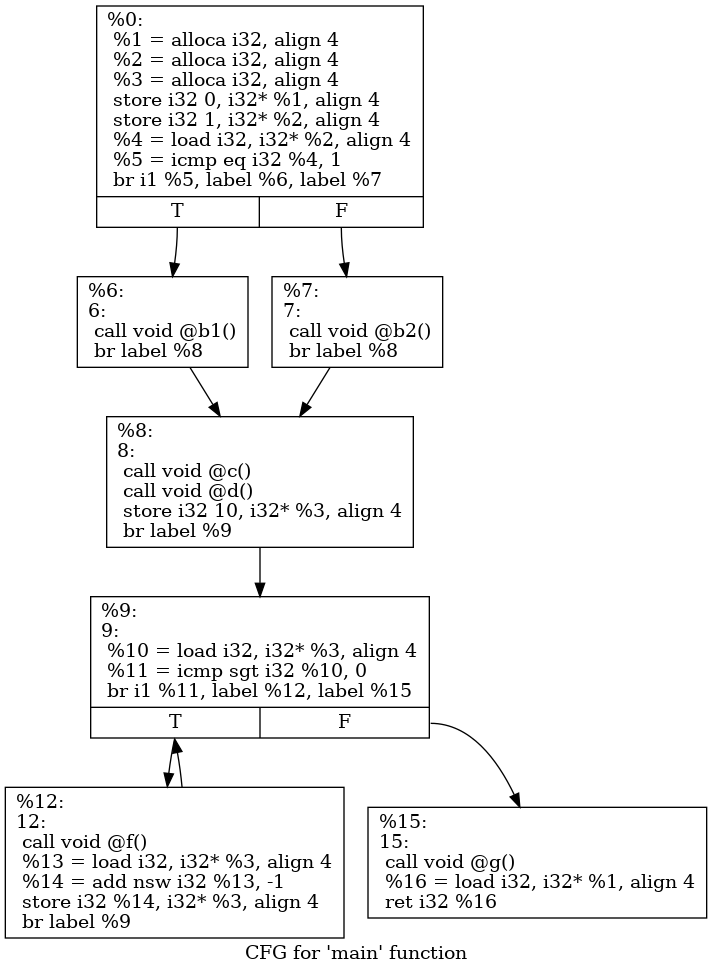 %0:
%1 = alloca i32, align 4
%2 = alloca i32, align 4
%3 = alloca i32, align 4
store i32 0, i32* %1, align 4
store i32 1, i32* %2, align 4
%4 = load i32, i32* %2, align 4
%5 = icmp eq i32 %4, 1
br i1 %5, label %6, label %7
T F
%6:
6:
call void @b1()
br label %8
%7:
7:
call void @b2()
br label %8
%8:
8:
call void @c()
call void @d()
store i32 10, i32* %3, align 4
br label %9
%9:
9:
%10 = load i32, i32* %3, align 4
%11 = icmp sgt i32 %10, 0
br i1 %11, label %12, label %15
T F
%12:
12:
call void @f()
%13 = load i32, i32* %3, align 4
%14 = add nsw i32 %13, -1
store i32 %14, i32* %3, align 4
br label %9
%15:
15:
call void @g()
%16 = load i32, i32* %1, align 4
ret i32 %16
CFG for 'main' function